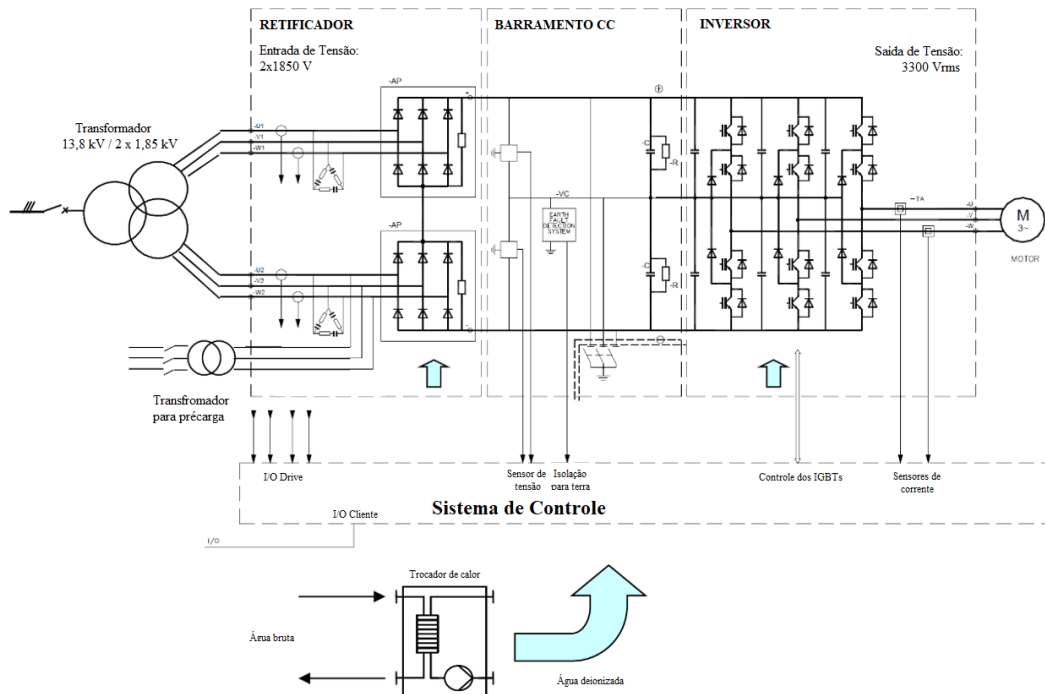 RETIFICADOR
BARRAMENTO CC
INVERSOR
Entrada de Tensão:
2x1850 V
Saída de Tensão:
3300 Vrms
-AP
Transformador
13,8 kV / 2 x 1,85 kV
-U1
-V1
-W1
+
-C
-R
-VC
EARTH
FAULT
DETECTION
SYSTEM
-TA
-U
-V
-W
M
3~
MOTOR
-AP
-U2
-V2
-W2
-C
-R
-
Transfromador
para précarga
I/O Drive
Sensor de
tensão
Isolação
para terra
Controle dos IGBTs
Sensores de
corrente
Sistema de Controle
I/O Cliente
I/O
Trocador de calor
Água bruta
Água deionizada